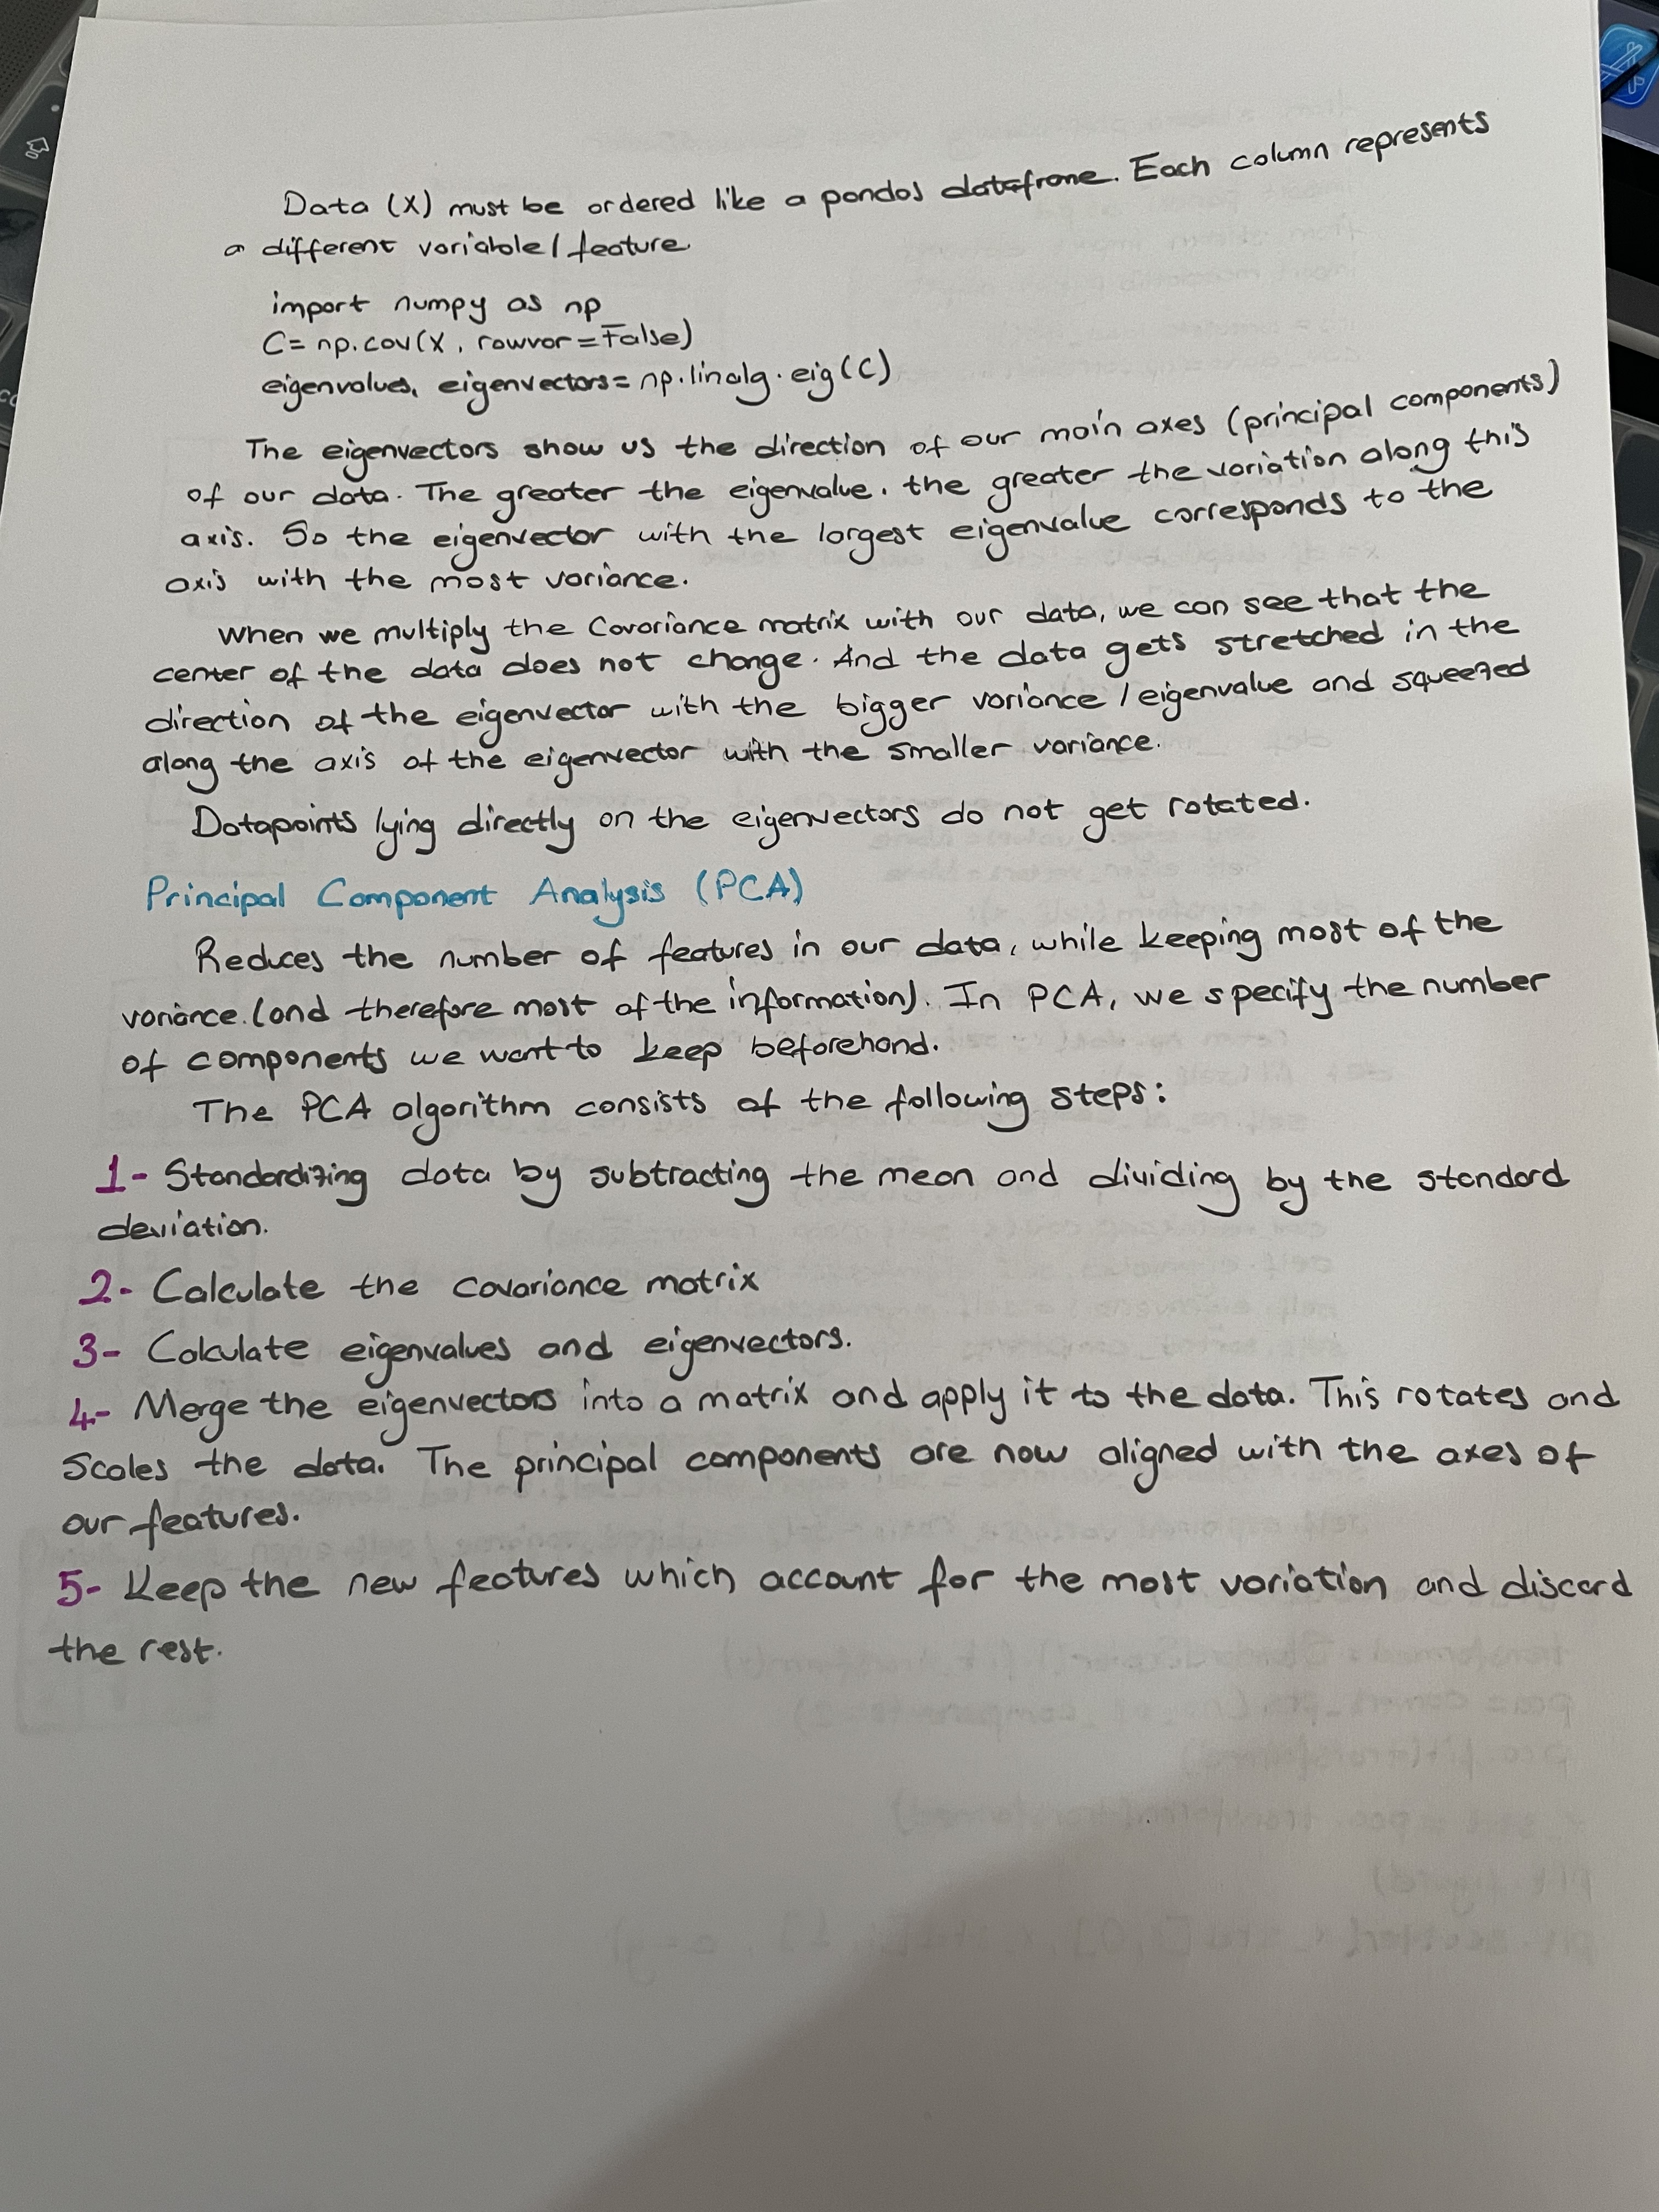 Data (X) must be ordered like a pandas dataframe. Each column represents
a different variable/feature.
import numpy as np
C= np.cov(X, rowvar=False)
eigenvalues, eigenvectors= np.linalg.eig(C)
The eigenvectors show us the direction of our main axes (principal components)
of our data. The greater the eigenvalue, the greater the variation along this
axis. So the eigenvector with the largest eigenvalue corresponds to the
axis with the most variance.
When we multiply the Covariance matrix with our data, we can see that the
center of the data does not change. And the data gets stretched in the
direction of the eigenvector with the bigger variance / eigenvalue and squeezed
along the axis of the eigenvector with the smaller variance.
Datapoints lying directly on the eigenvectors do not get rotated.
Principal Component Analysis (PCA)
Reduces the number of features in our data, while keeping most of the
variance. (and therefore most of the information). In PCA, we specify the number
of components we want to keep beforehand.
The PCA algorithm consists of the following steps:
1- Standardizing data by subtracting the mean and dividing by the standard
deviation.
2- Calculate the covariance matrix
3- Calculate eigenvalues and eigenvectors.
4- Merge the eigenvectors into a matrix and apply it to the data. This rotates and
Scales the data. The principal components are now aligned with the axes of
our features.
5- Keep the new features which account for the most variation and discard
the rest.